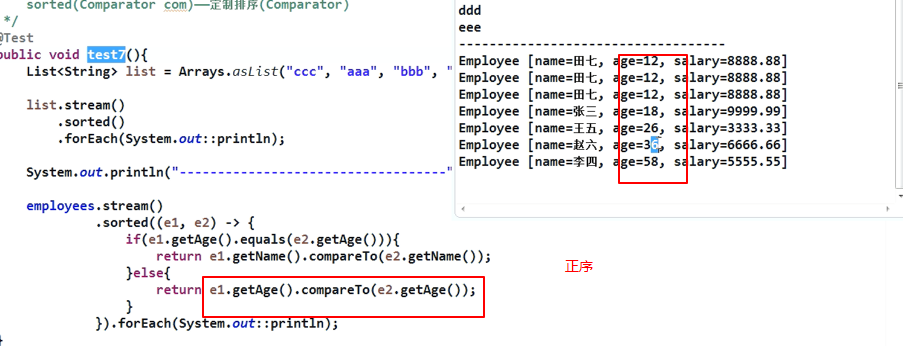 sorted(Comparator com)——定制排序(Comparator)
*/
@Test
public void test7(){
List<String> list = Arrays.asList("ccc", "aaa", "bbb", "
list.stream()
.sorted()
.forEach(System.out::println);
System.out.println("--------------------------------"
employees.stream()
.sorted((e1, e2) -> {
if(e1.getAge().equals(e2.getAge())){
return e1.getName().compareTo(e2.getName());
}else{
return e1.getAge().compareTo(e2.getAge());
}
}).forEach(System.out::println);
}
ddd
eee
--------------------------------
Employee [name=田七, age=12, salary=8888.88]
Employee [name=田七, age=12, salary=8888.88]
Employee [name=田七, age=12, salary=8888.88]
Employee [name=张三, age=18, salary=9999.99]
Employee [name=王五, age=26, salary=3333.33]
Employee [name=赵六, age=36, salary=6666.66]
Employee [name=李四, age=58, salary=5555.55]
正序